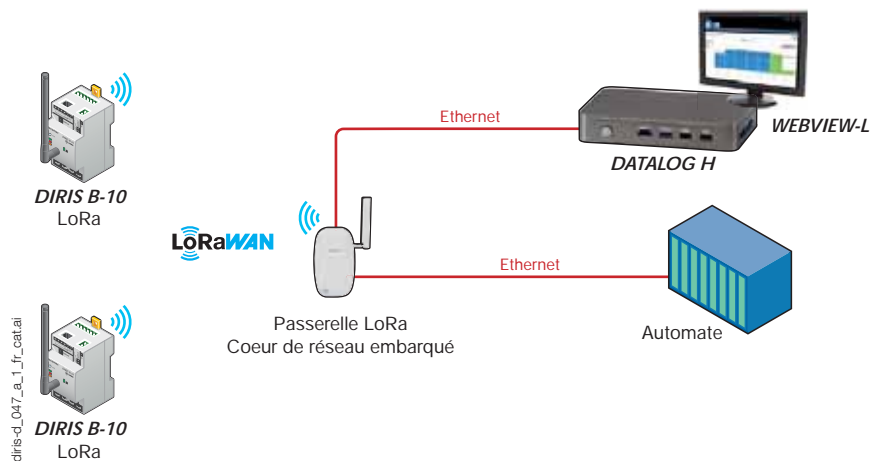 DIRIS B-10
LoRa
DIRIS B-10
LoRa
diris-d_047_a_1_fr_cat.ai
LoRaWAN
Passerelle LoRa
Coeur de réseau embarqué
Ethernet
DATALOG H
WEBVIEW-L
Ethernet
Automate